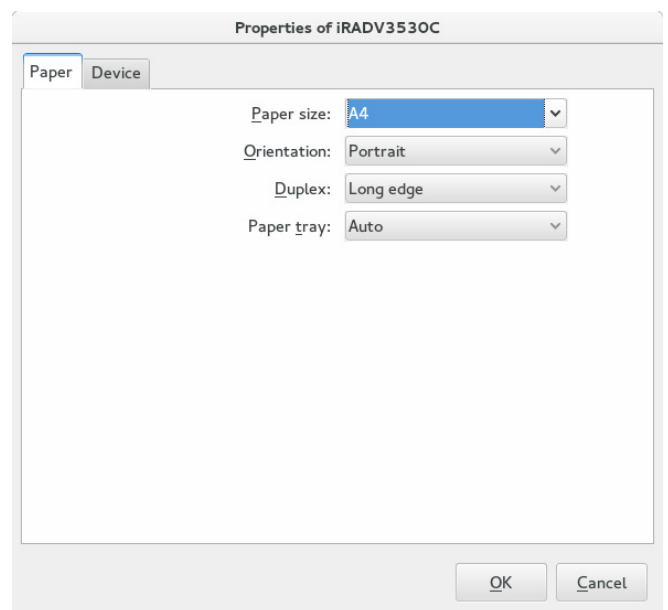 Properties of iRADV3530C
Paper Device
Paper size: A4
Orientation: Portrait
Duplex: Long edge
Paper tray: Auto
OK Cancel